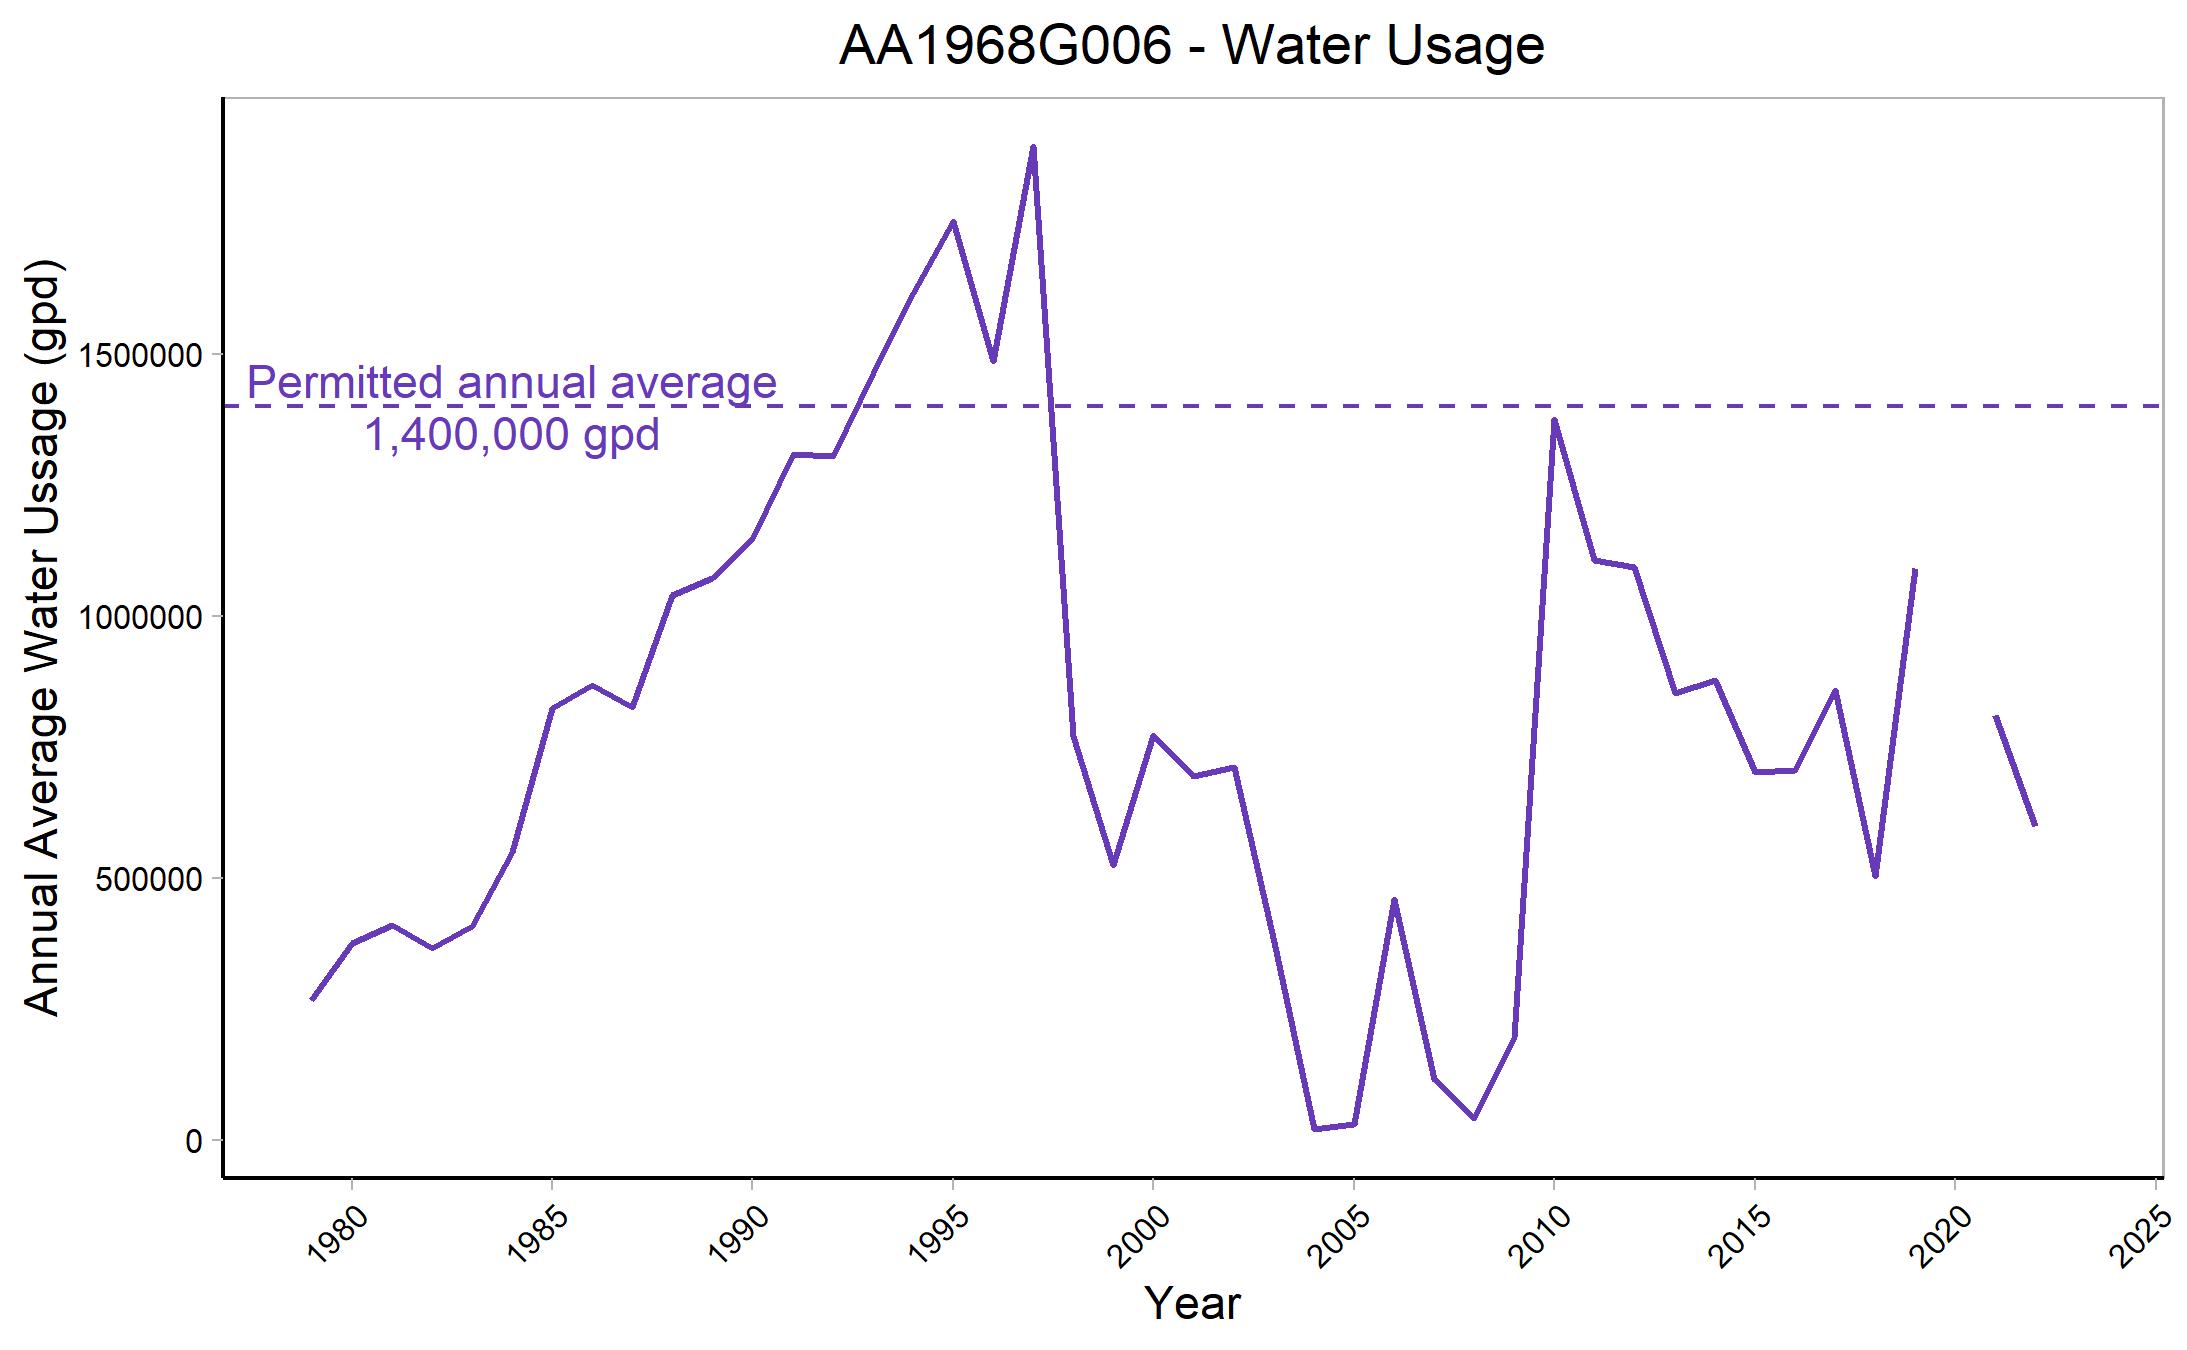 AA1968G006 - Water Usage
Annual Average Water Ussage (gpd)
1500000
1000000
500000
0
Permitted annual average
1,400,000 gpd
1980
1985
1990
1995
2000
2005
2010
2015
2020
2025
Year